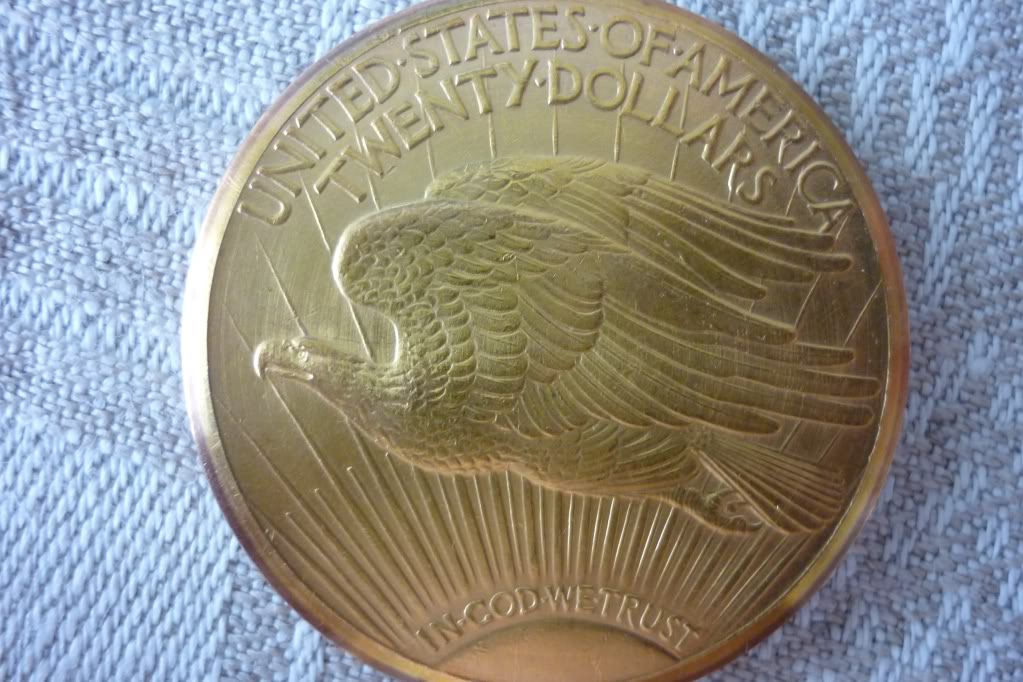 UNITED·STATES·OF·AMERICA
TWENTY·DOLLARS
IN·GOD·WE TRUST